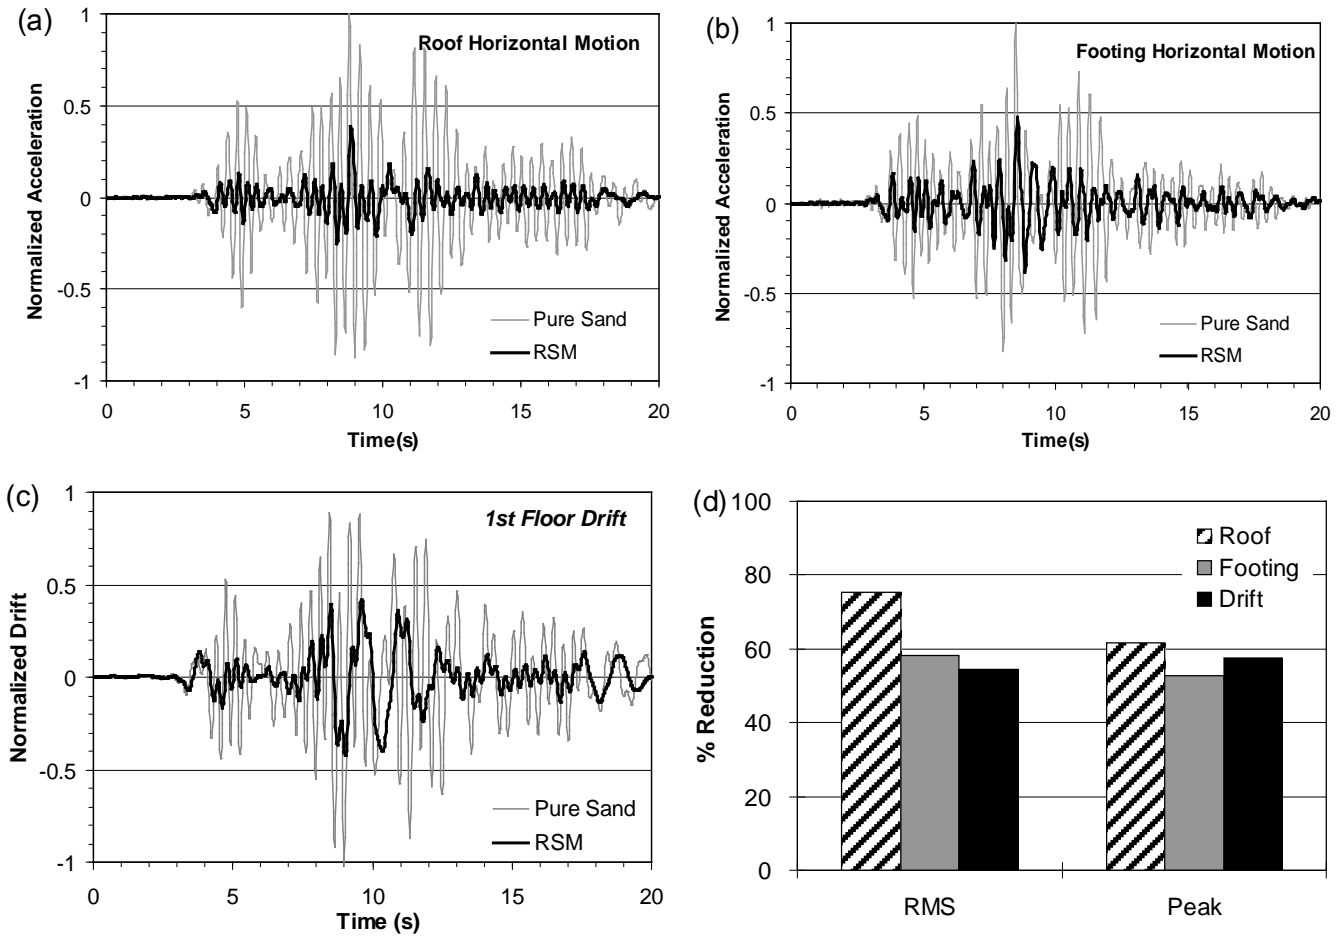 (a)
Roof Horizontal Motion
Normalized Acceleration
1
0.5
0
-0.5
-1
Pure Sand
RSM
0 5 10 15 20
Time(s)
(b)
Footing Horizontal Motion
Normalized Acceleration
1
0.5
0
-0.5
-1
Pure Sand
RSM
0 5 10 15 20
Time(s)
(c)
1st Floor Drift
Normalized Drift
1
0.5
0
-0.5
-1
Pure Sand
RSM
0 5 10 15 20
Time (s)
(d)
% Reduction
100
80
60
40
20
0
Roof
Footing
Drift
RMS Peak